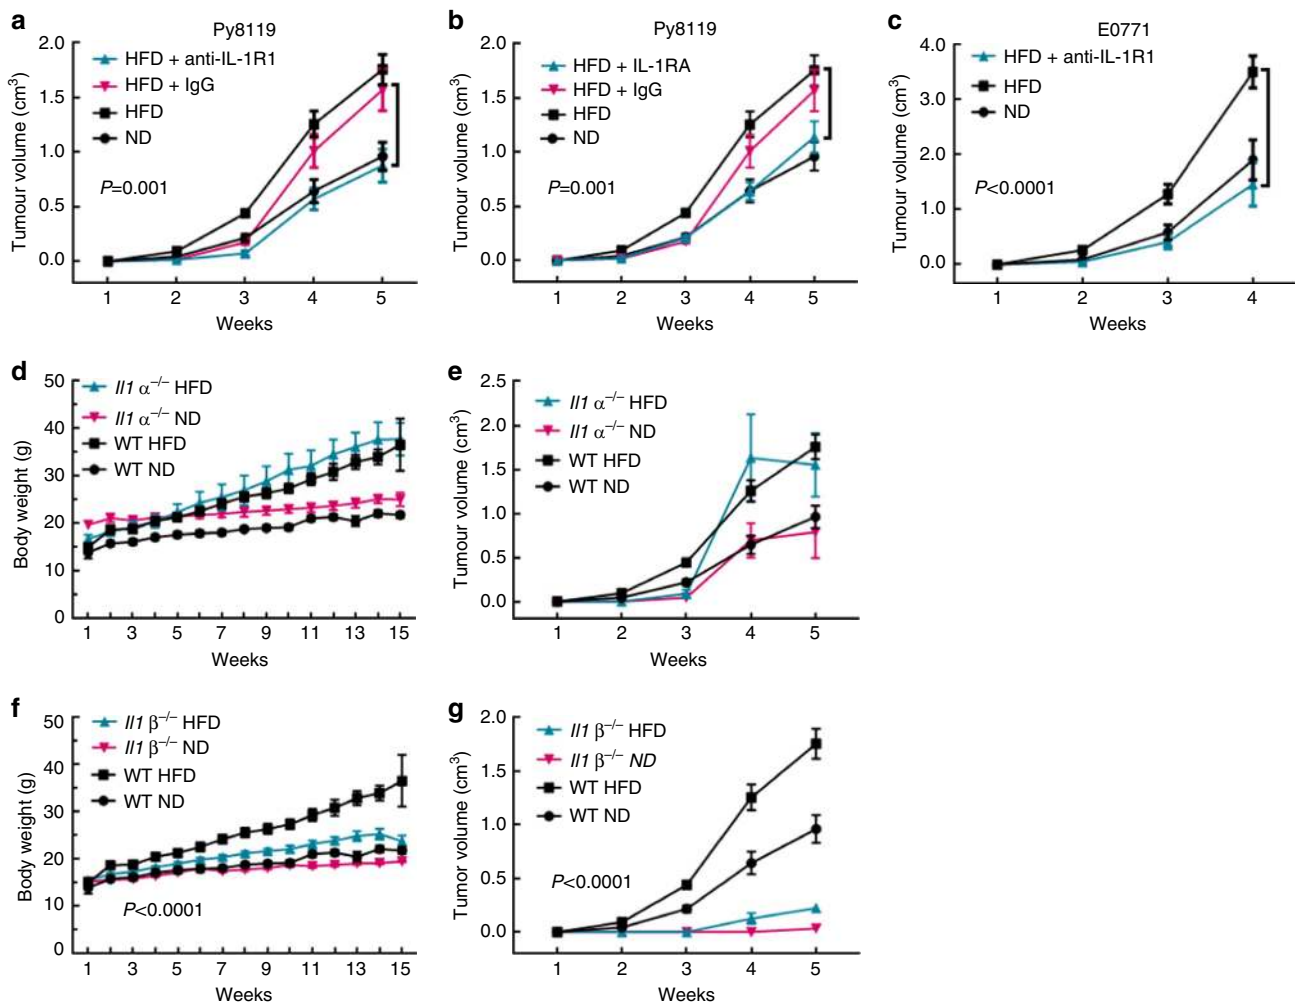 a
Py8119
2.0
1.5
1.0
0.5
0.0
Tumour volume (cm³)
HFD + anti-IL-1R1
HFD + IgG
HFD
ND
P=0.001
1 2 3 4 5
Weeks
b
Py8119
2.0
1.5
1.0
0.5
0.0
Tumour volume (cm³)
HFD + IL-1RA
HFD + IgG
HFD
ND
P=0.001
1 2 3 4 5
Weeks
c
E0771
4.0
3.0
2.0
1.0
0.0
Tumour volume (cm³)
HFD + anti-IL-1R1
HFD
ND
P<0.0001
1 2 3 4
Weeks
d
50
40
30
20
10
0
Body weight (g)
Il1 α⁻/⁻ HFD
Il1 α⁻/⁻ ND
WT HFD
WT ND
1 3 5 7 9 11 13 15
Weeks
e
2.5
2.0
1.5
1.0
0.5
0.0
Tumour volume (cm³)
Il1 α⁻/⁻ HFD
Il1 α⁻/⁻ ND
WT HFD
WT ND
1 2 3 4 5
Weeks
f
50
40
30
20
10
0
Body weight (g)
Il1 β⁻/⁻ HFD
Il1 β⁻/⁻ ND
WT HFD
WT ND
P<0.0001
1 3 5 7 9 11 13 15
Weeks
g
2.0
1.5
1.0
0.5
0.0
Tumor volume (cm³)
Il1 β⁻/⁻ HFD
Il1 β⁻/⁻ ND
WT HFD
WT ND
P<0.0001
1 2 3 4 5
Weeks